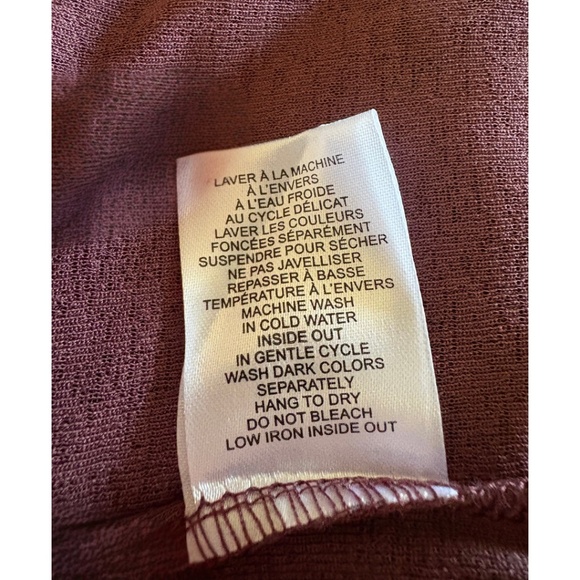 LAVER À LA MACHINE
À L'ENVERS
À L'EAU FROIDE
AU CYCLE DÉLICAT
LAVER LES COULEURS
FONCÉES SÉPARÉMENT
SUSPENDRE POUR SÉCHER
NE PAS JAVELLISER
REPASSER À BASSE
TEMPÉRATURE À L'ENVERS
MACHINE WASH
IN COLD WATER
INSIDE OUT
IN GENTLE CYCLE
WASH DARK COLORS
SEPARATELY
HANG TO DRY
DO NOT BLEACH
LOW IRON INSIDE OUT